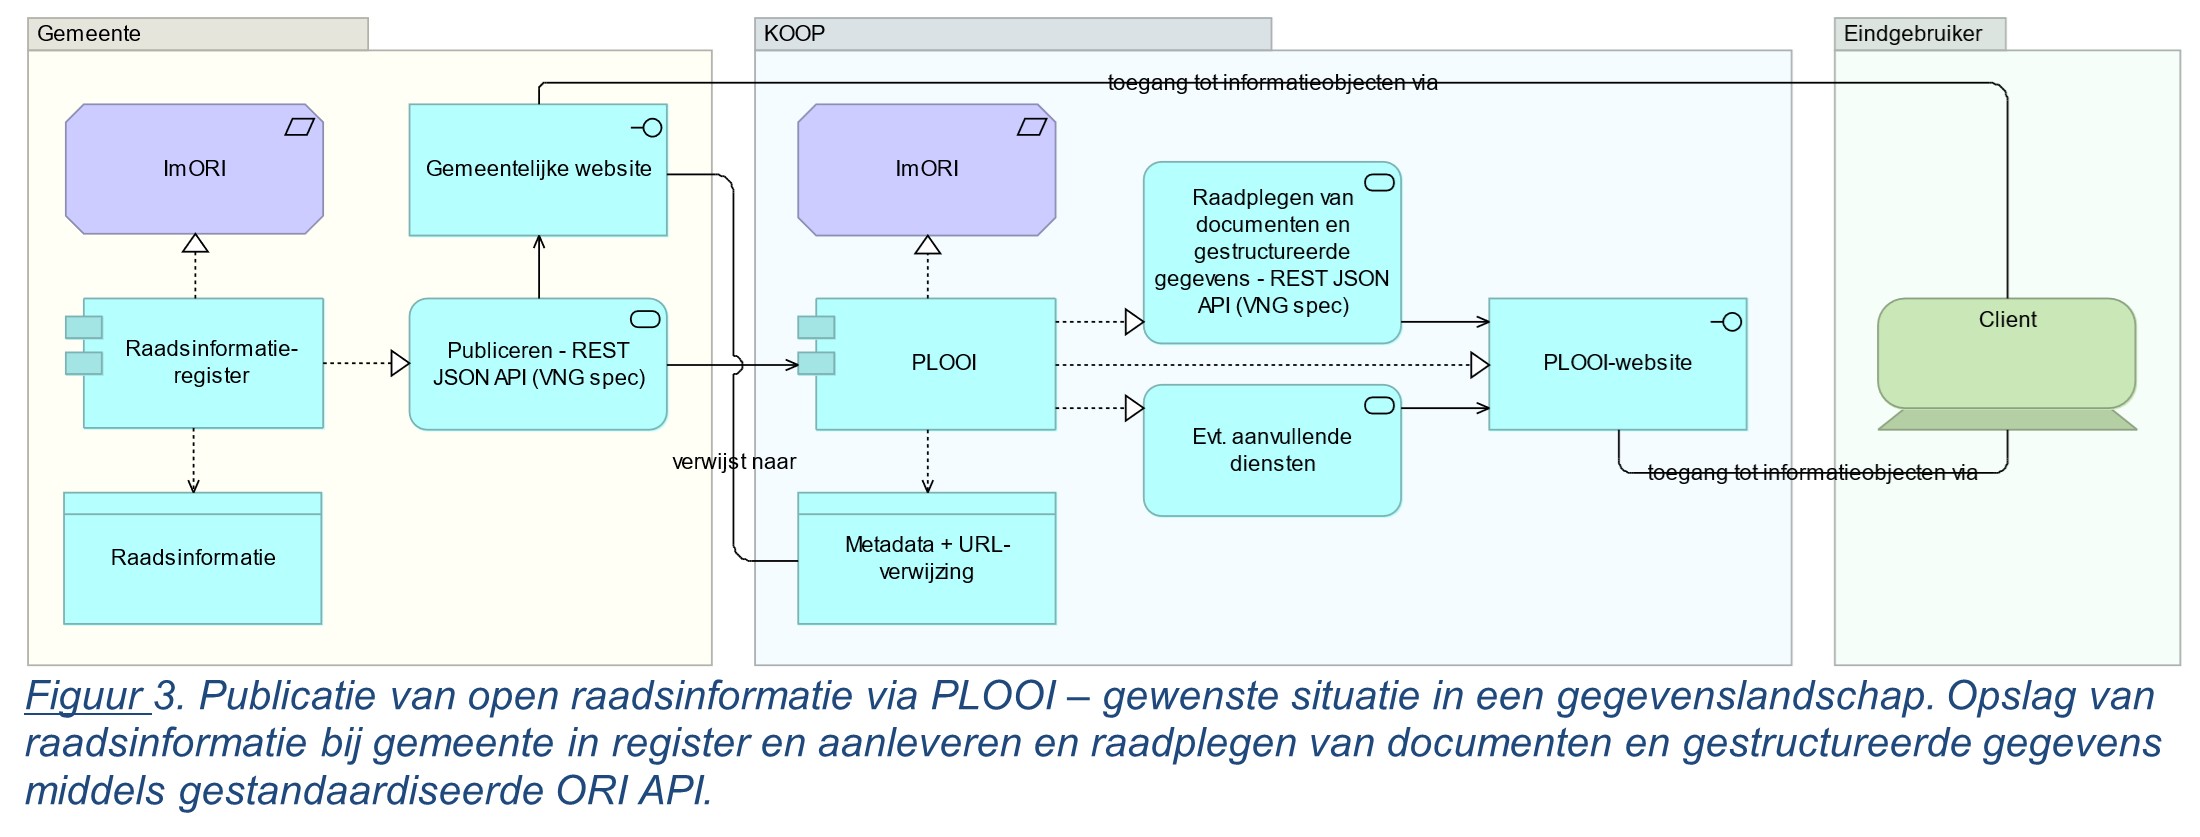 Gemeente
KOOP
Eindgebruiker
toegang tot informatieobjecten via
ImORI
Gemeentelijke website
ImORI
Raadplegen van
documenten en
gestructureerde
gegevens - REST JSON
API (VNG spec)
Raadsinformatie-
register
Publiceren - REST
JSON API (VNG spec)
PLOOI
PLOOI-website
Client
verwijst naar
Evt. aanvullende
diensten
toegang tot informatieobjecten via
Raadsinformatie
Metadata + URL-
verwijzing
Figuur 3. Publicatie van open raadsinformatie via PLOOI – gewenste situatie in een gegevenslandschap. Opslag van
raadsinformatie bij gemeente in register en aanleveren en raadplegen van documenten en gestructureerde gegevens
middels gestandaardiseerde ORI API.